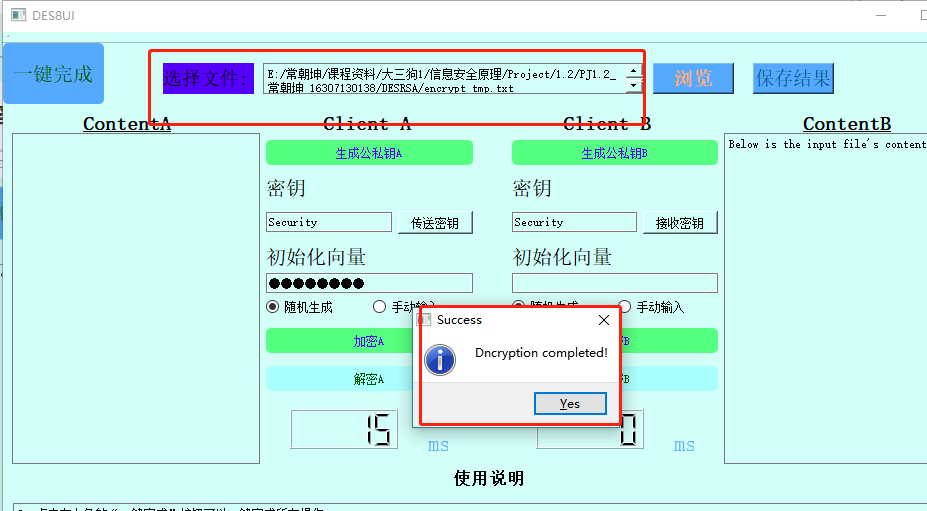 DES8UI
一键完成
选择文件:
E:/常朝坤/课程资料/大三狗1/信息安全原理/Project/1.2/PJ1.2_
常朝坤_16307130138/DESRSA/encrypt_tmp.txt
浏览
保存结果
ContentA
Client A
Client B
ContentB
生成公私钥A
生成公私钥B
Below is the input file's content
密钥
密钥
Security
传送密钥
Security
接收密钥
初始化向量
初始化向量
●●●●●●●●
随机生成
手动输入
随机生成
手动输入
Success
Dncryption completed!
Yes
加密A
B
解密A
B
15
ms
0
ms
使用说明